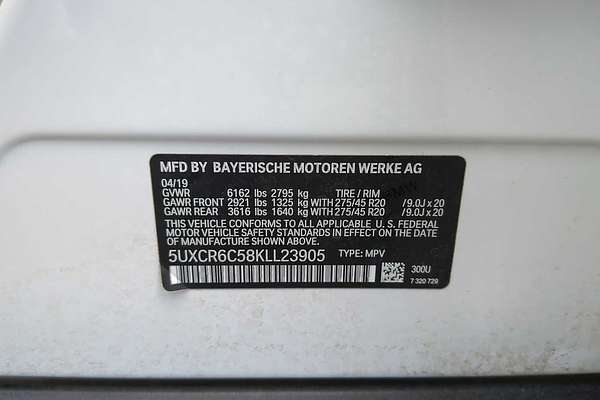 MFD BY BAYERISCHE MOTOREN WERKE AG
04/19
GVWR 6162 lbs 2795 kg TIRE / RIM
GAWR FRONT 2921 lbs 1325 kg WITH 275/45 R20 /9.0J x 20
GAWR REAR 3616 lbs 1640 kg WITH 275/45 R20 /9.0J x 20
THIS VEHICLE CONFORMS TO ALL APPLICABLE U. S. FEDERAL
MOTOR VEHICLE SAFETY STANDARDS IN EFFECT ON
THE DATE OF MANUFACTURE SHOWN ABOVE.
5UXCR6C58KLL23905 TYPE: MPV
300U
7 320 729